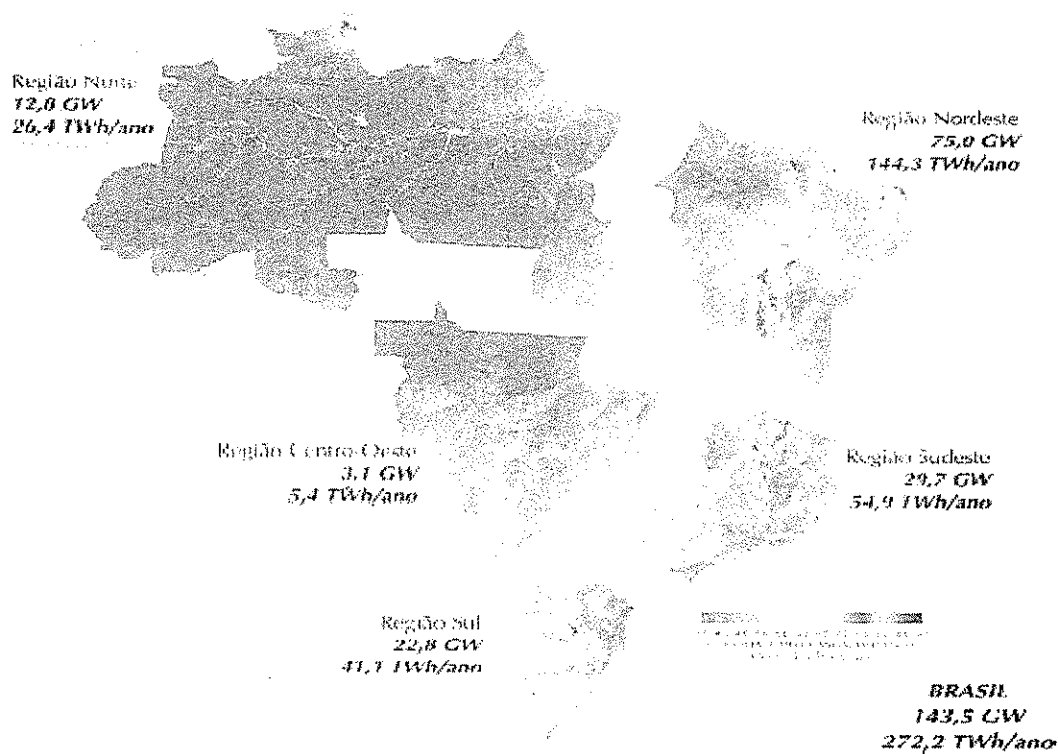 Região Norte
12,8 GW
26,4 TWh/ano
Região Nordeste
75,0 GW
144,3 TWh/ano
Região Centro-Oeste
3,1 GW
5,4 TWh/ano
Região Sudeste
29,7 GW
54,9 TWh/ano
Região Sul
22,8 GW
41,1 TWh/ano
BRASIL
143,5 GW
272,2 TWh/ano